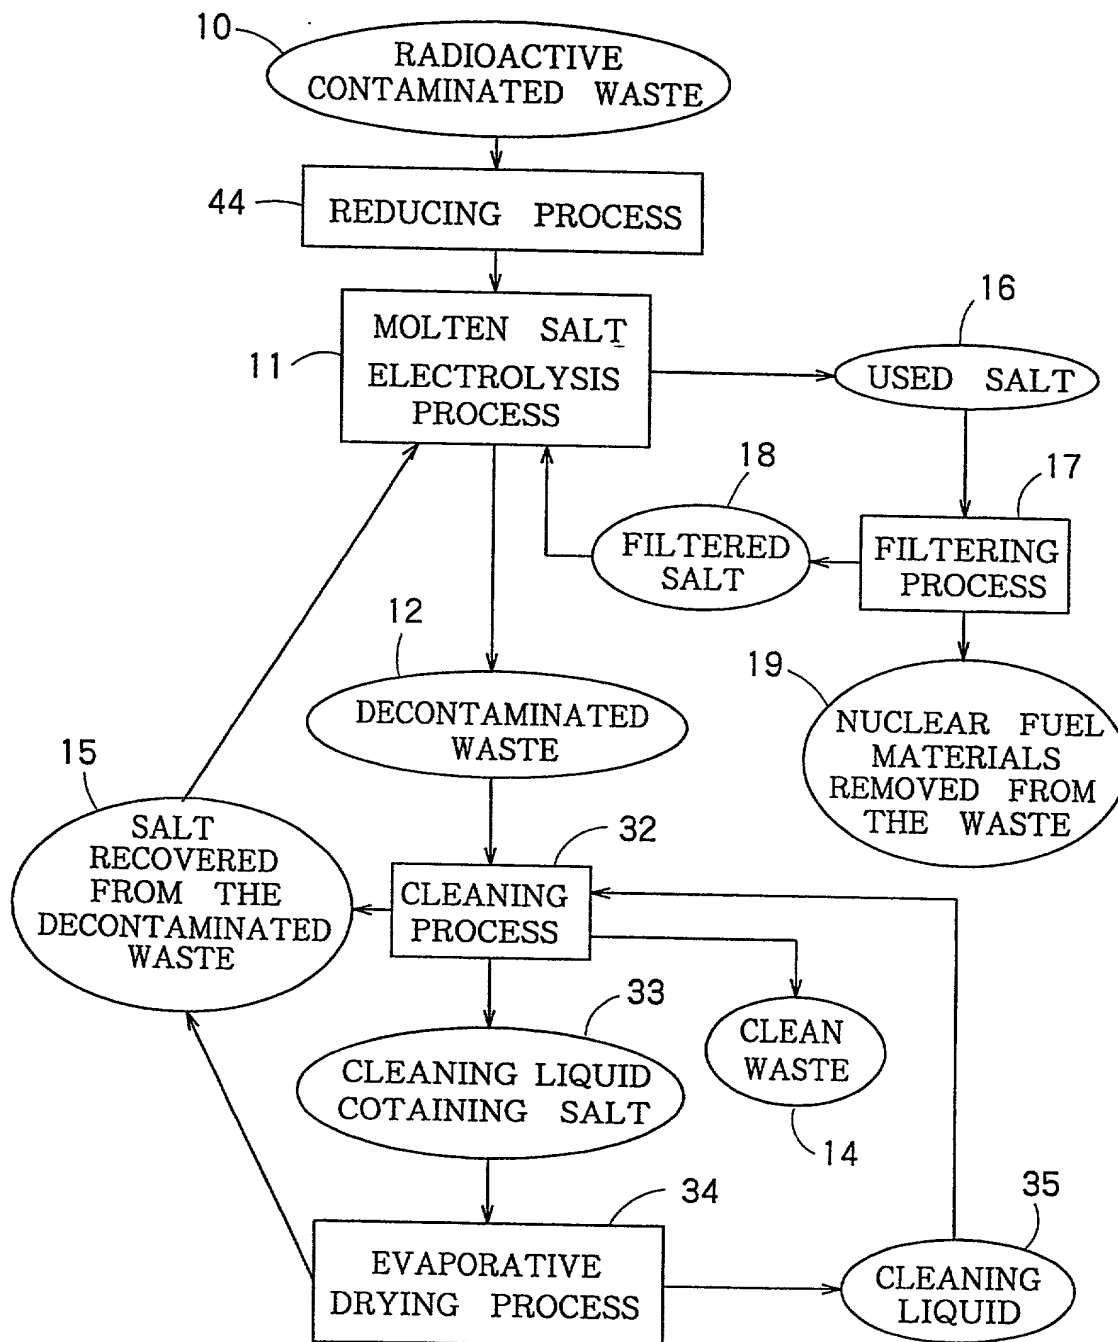 10
RADIOACTIVE
CONTAMINATED WASTE
44
REDUCING PROCESS
11
MOLTEN SALT
ELECTROLYSIS
PROCESS
16
USED SALT
18
FILTERED
SALT
17
FILTERING
PROCESS
12
DECONTAMINATED
WASTE
19
NUCLEAR FUEL
MATERIALS
REMOVED FROM
THE WASTE
15
SALT
RECOVERED
FROM THE
DECONTAMINATED
WASTE
32
CLEANING
PROCESS
33
CLEANING LIQUID
COTAINING SALT
CLEAN
WASTE
14
34
EVAPORATIVE
DRYING PROCESS
35
CLEANING
LIQUID